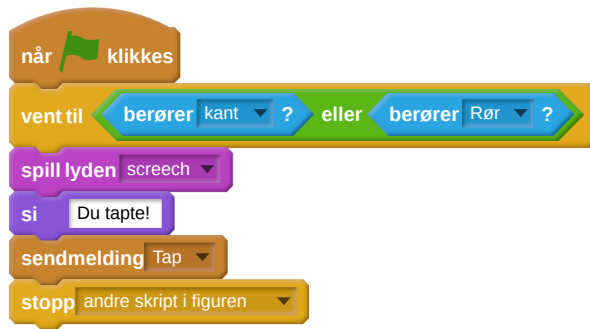 når klikkes
vent til berører kant ? eller berører Rør ?
spill lyden screech
si Du tapte!
sendmelding Tap
stopp andre skript i figuren